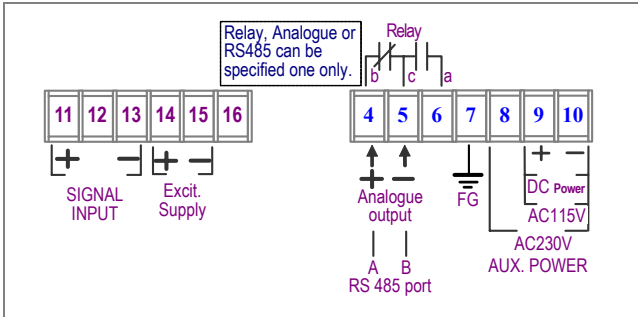 Relay, Analogue or
RS485 can be
specified one only.
Relay
b c a
11 12 13 14 15 16
4 5 6 7 8 9 10
+ − + −
SIGNAL
INPUT
Excit.
Supply
+ −
Analogue
output
A B
RS 485 port
FG
+ −
DC Power
AC115V
AC230V
AUX. POWER